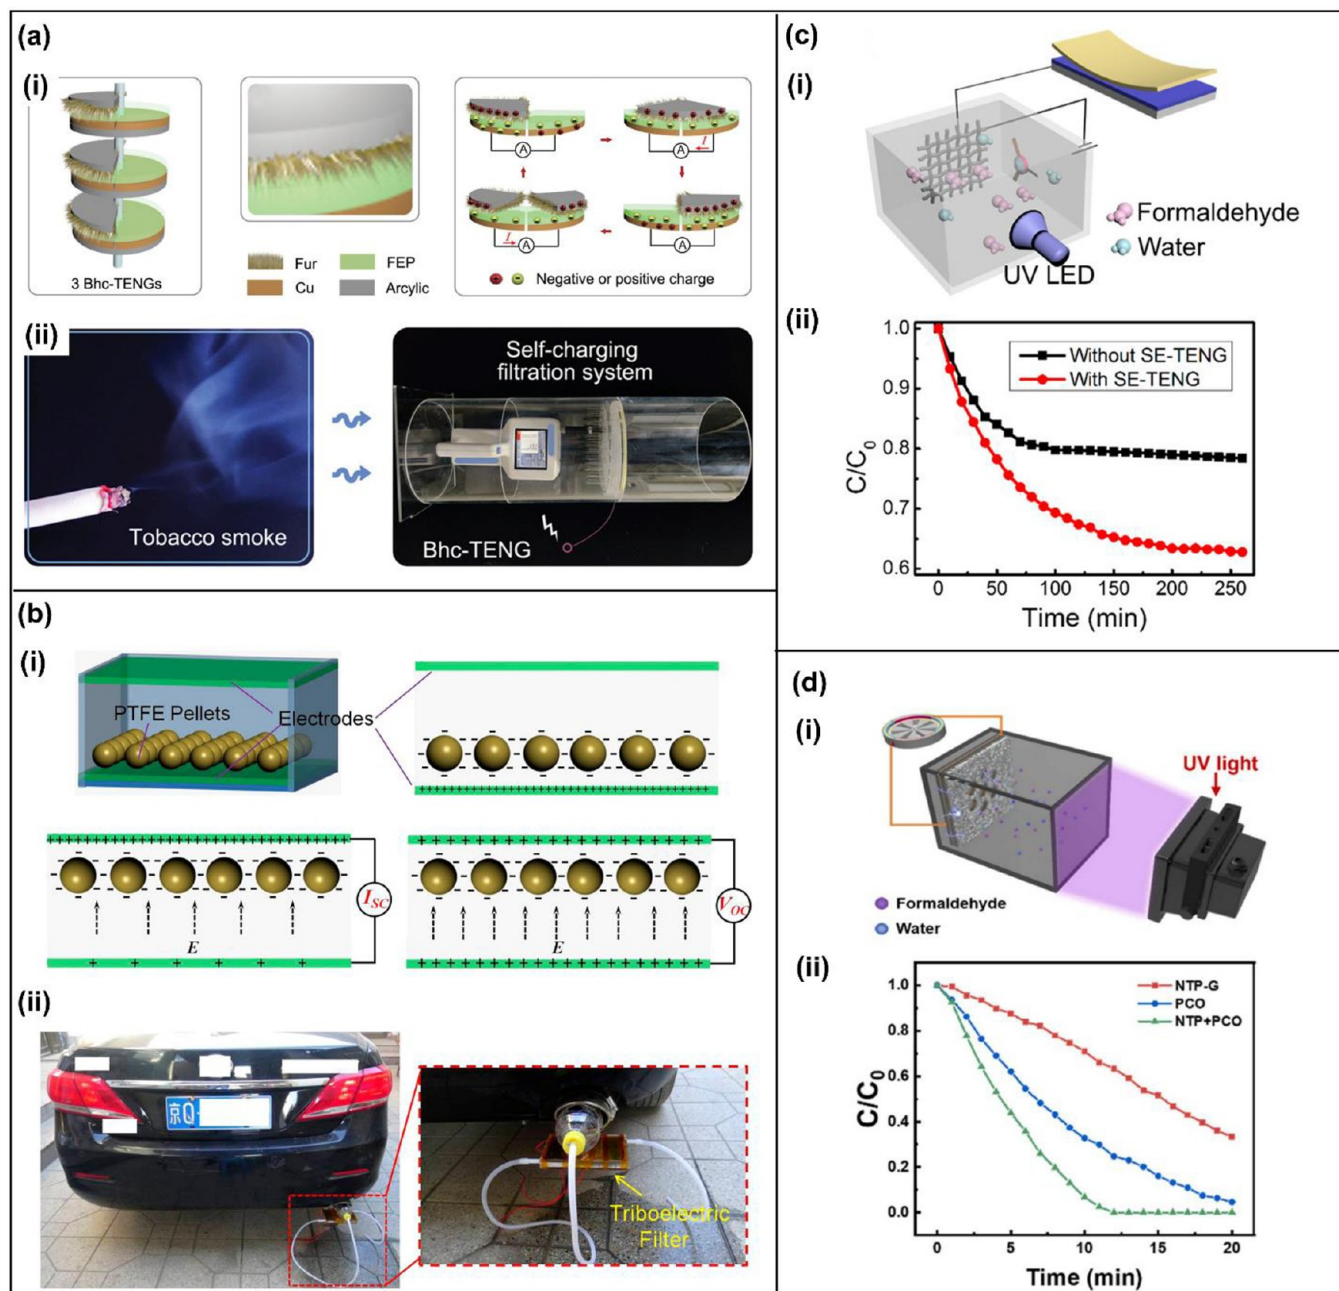 (a)
(i)
3 Bhc-TENGs
Fur
FEP
Cu
Arcylic
A
I
A
A
I
A
Negative or positive charge
(ii)
Tobacco smoke
Self-charging
filtration system
Bhc-TENG
(b)
(i)
PTFE Pellets
Electrodes
I_SC
E
V_OC
E
(ii)
京Q
Triboelectric
Filter
(c)
(i)
Formaldehyde
Water
UV LED
(ii)
Without SE-TENG
With SE-TENG
1.0
0.9
0.8
0.7
0.6
C/C₀
0 50 100 150 200 250
Time (min)
(d)
(i)
UV light
Formaldehyde
Water
(ii)
NTP-G
PCO
NTP+PCO
1.0
0.8
0.6
0.4
0.2
0.0
C/C₀
0 5 10 15 20
Time (min)